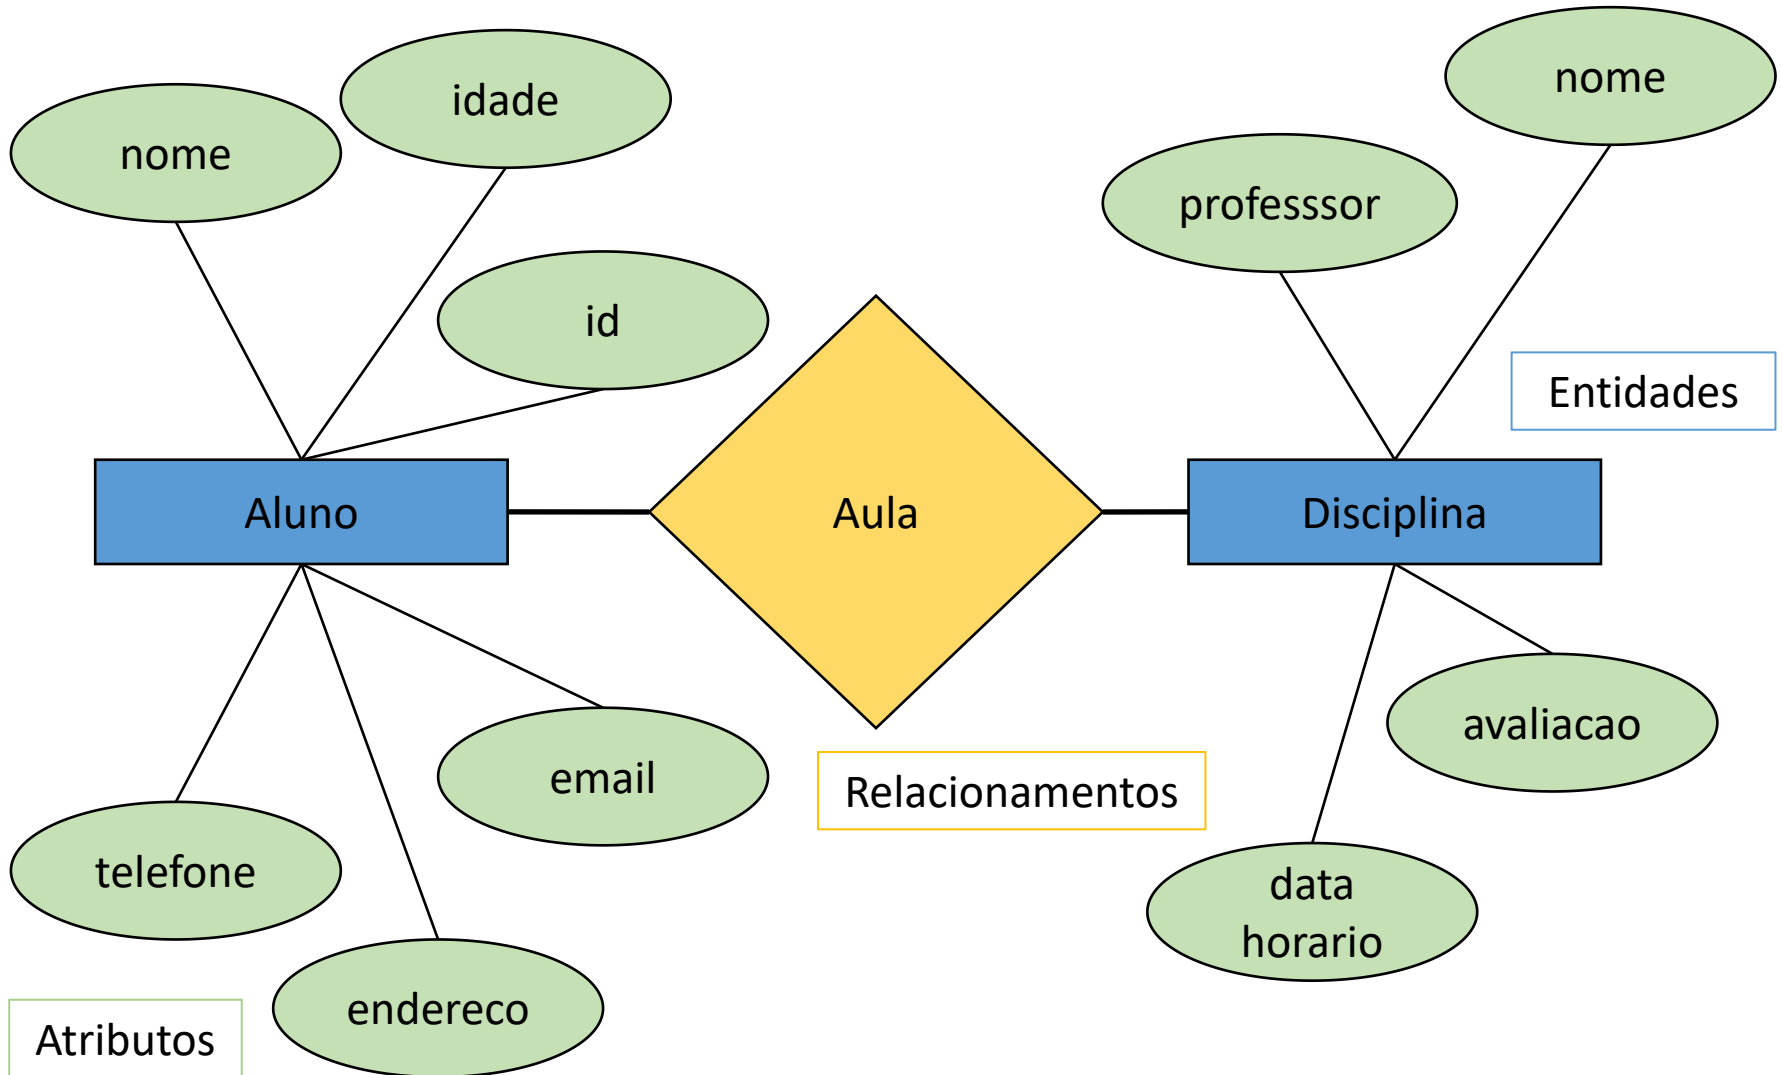 nome
idade
nome
professsor
id
Entidades
Aluno
Aula
Disciplina
avaliacao
email
Relacionamentos
telefone
data
horario
endereco
Atributos